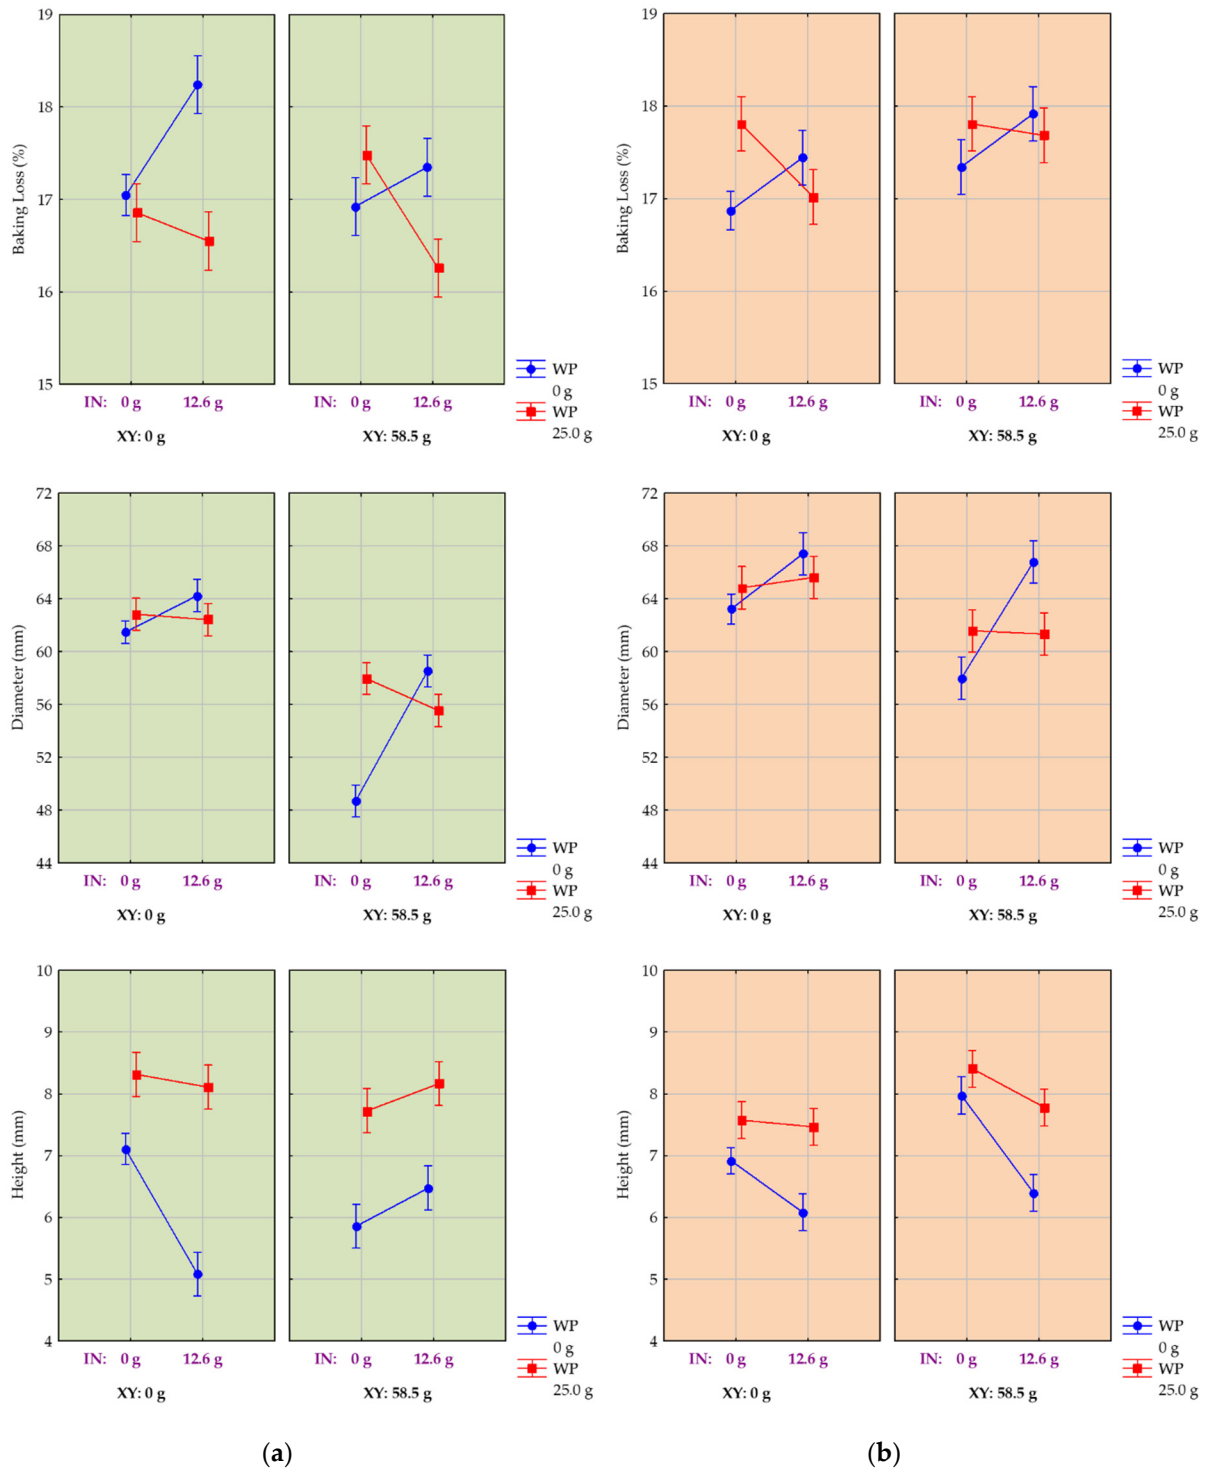 19
18
17
16
15
Baking Loss (%)
IN: 0 g 12.6 g
XY: 0 g
IN: 0 g 12.6 g
XY: 58.5 g
WP
0 g
WP
25.0 g
19
18
17
16
15
Baking Loss (%)
IN: 0 g 12.6 g
XY: 0 g
IN: 0 g 12.6 g
XY: 58.5 g
WP
0 g
WP
25.0 g
72
68
64
60
56
52
48
44
Diameter (mm)
IN: 0 g 12.6 g
XY: 0 g
IN: 0 g 12.6 g
XY: 58.5 g
WP
0 g
WP
25.0 g
72
68
64
60
56
52
48
44
Diameter (mm)
IN: 0 g 12.6 g
XY: 0 g
IN: 0 g 12.6 g
XY: 58.5 g
WP
0 g
WP
25.0 g
10
9
8
7
6
5
4
Height (mm)
IN: 0 g 12.6 g
XY: 0 g
IN: 0 g 12.6 g
XY: 58.5 g
WP
0 g
WP
25.0 g
10
9
8
7
6
5
4
Height (mm)
IN: 0 g 12.6 g
XY: 0 g
IN: 0 g 12.6 g
XY: 58.5 g
WP
0 g
WP
25.0 g
(a)
(b)